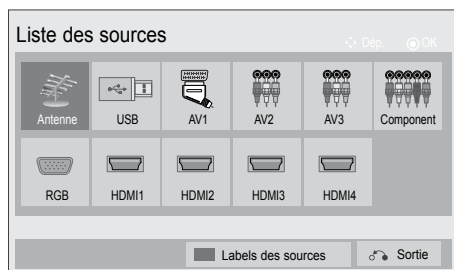 Liste des sources
Dép. OK
Antenne USB AV1 AV2 AV3 Component
RGB HDMI1 HDMI2 HDMI3 HDMI4
Labels des sources Sortie